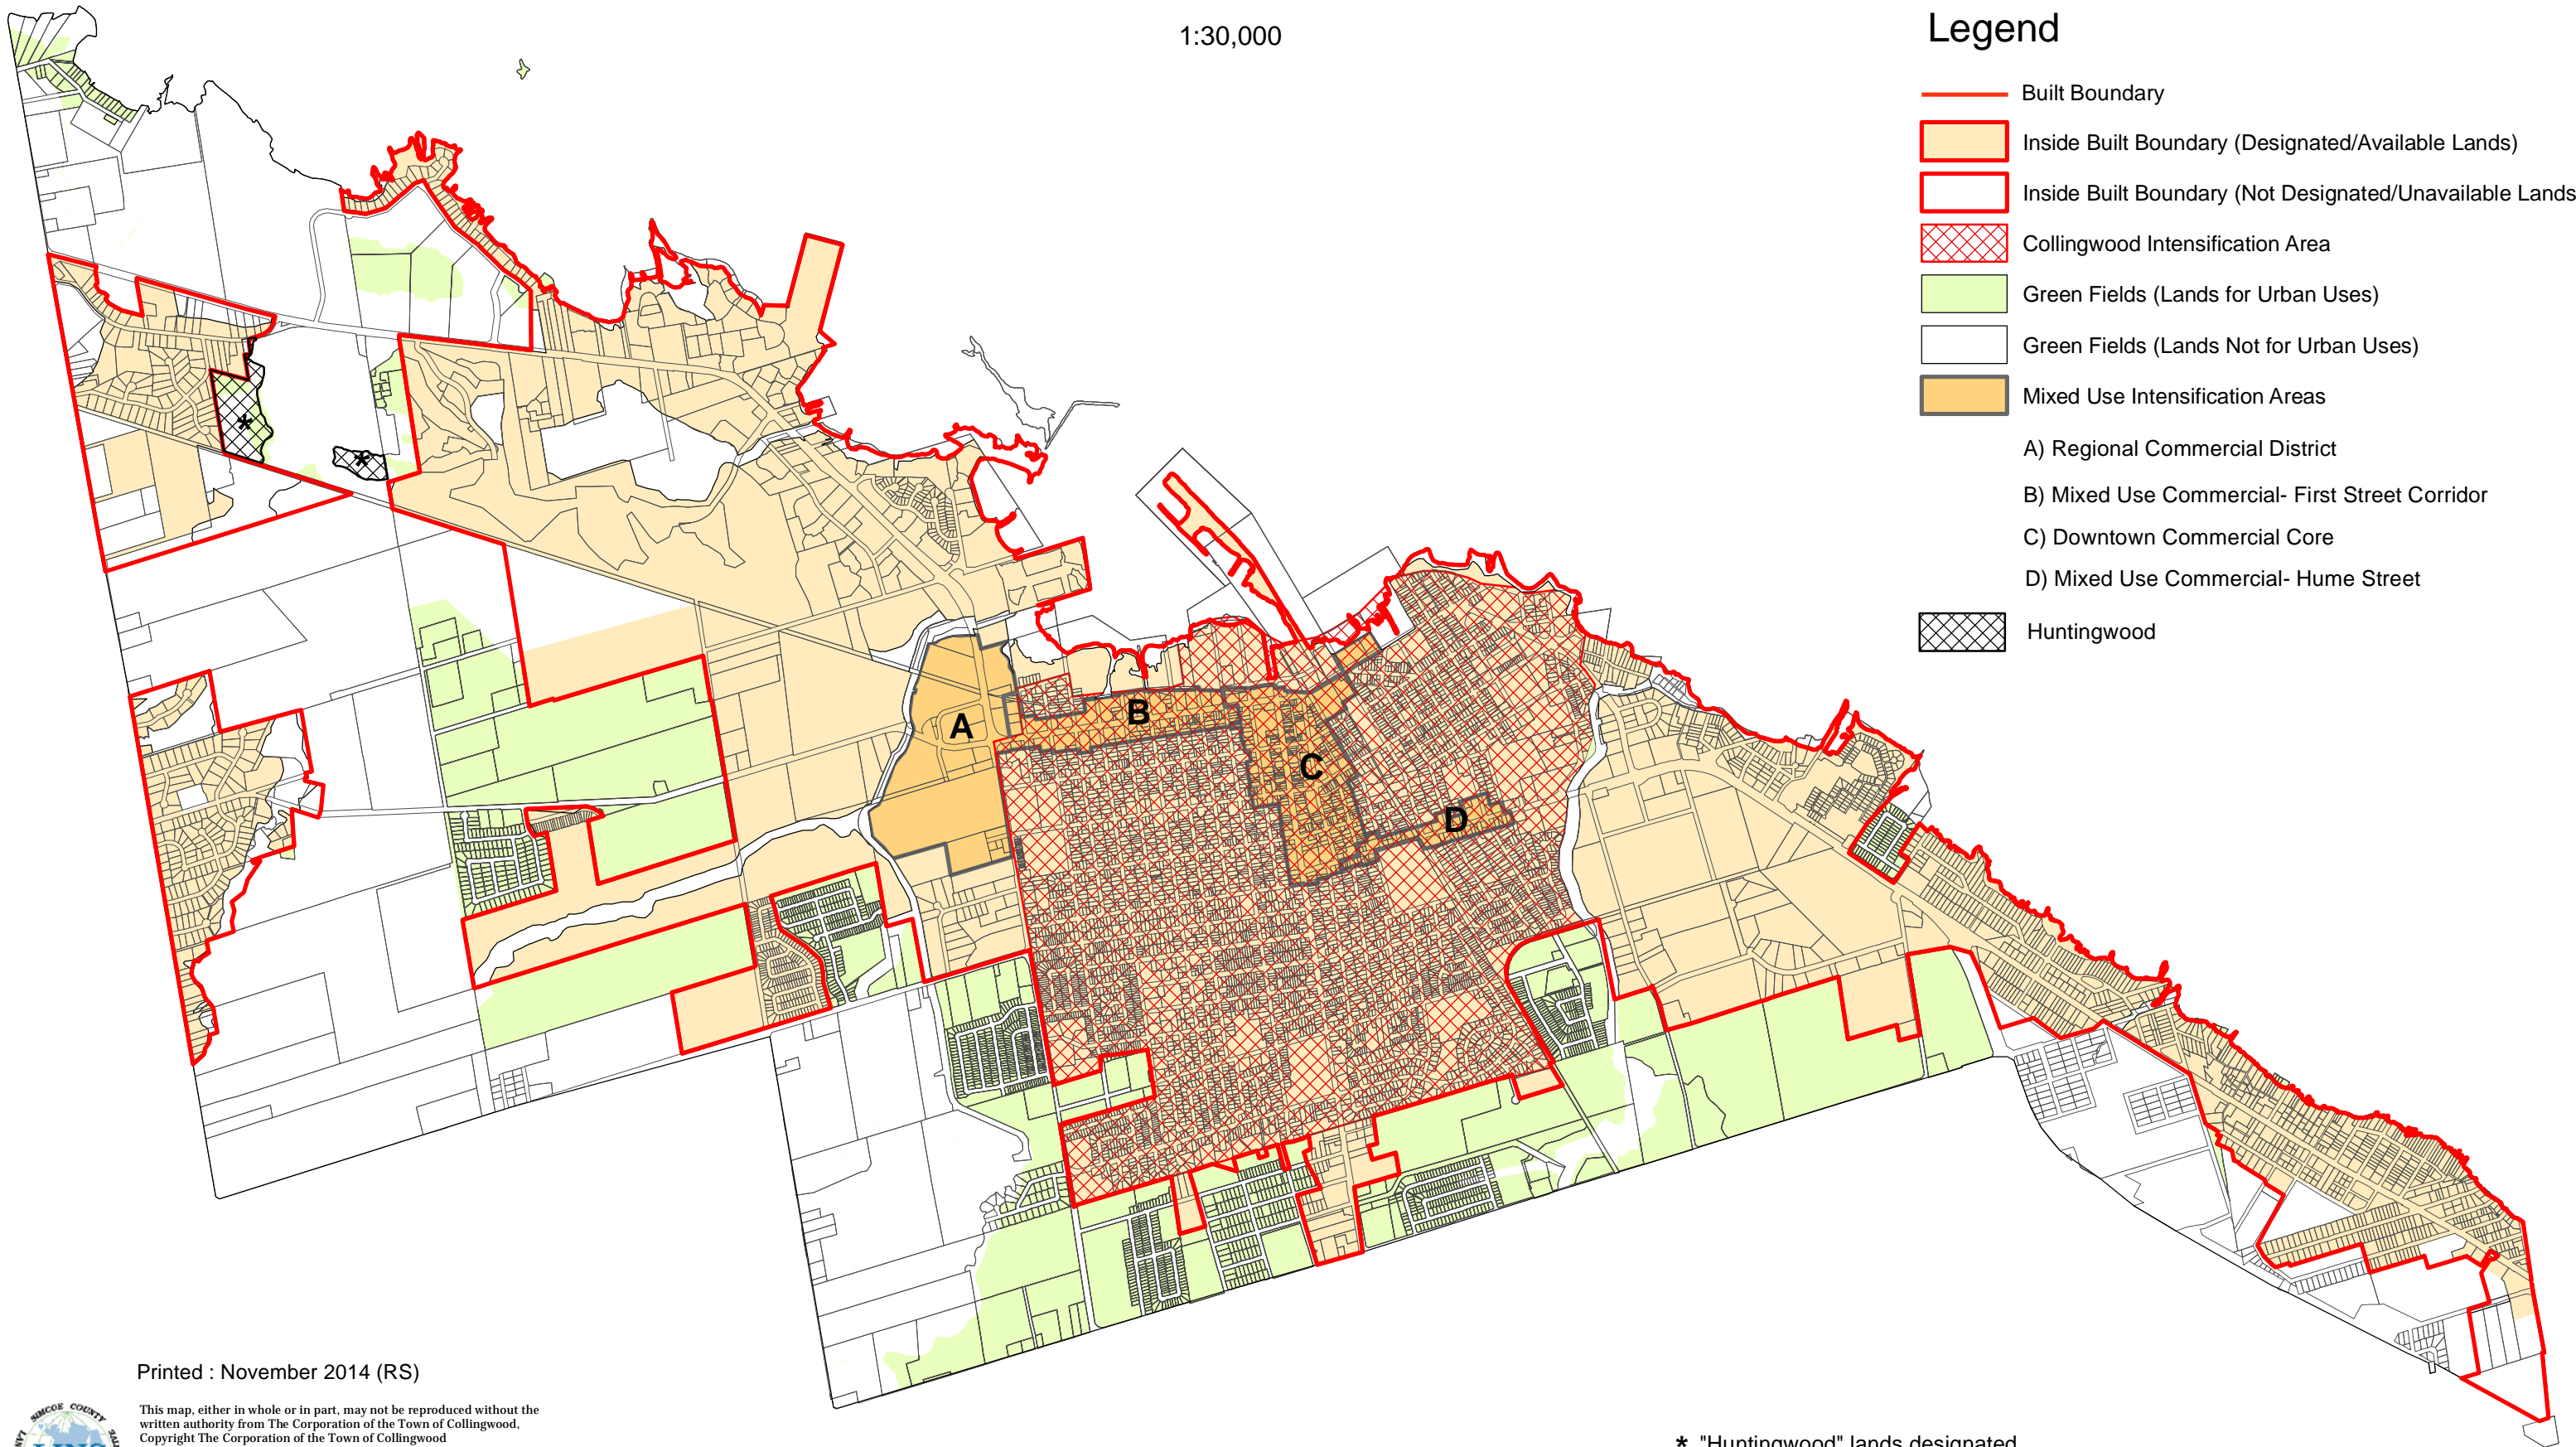 1:30,000
Legend
Built Boundary
Inside Built Boundary (Designated/Available Lands)
Inside Built Boundary (Not Designated/Unavailable Lands
Collingwood Intensification Area
Green Fields (Lands for Urban Uses)
Green Fields (Lands Not for Urban Uses)
Mixed Use Intensification Areas
A) Regional Commercial District
B) Mixed Use Commercial- First Street Corridor
C) Downtown Commercial Core
D) Mixed Use Commercial- Hume Street
Huntingwood
*
*
A
B
C
D
Printed : November 2014 (RS)
This map, either in whole or in part, may not be reproduced without the
written authority from The Corporation of the Town of Collingwood,
Copyright The Corporation of the Town of Collingwood
SIMCOE COUNTY
* "Huntingwood" lands designated